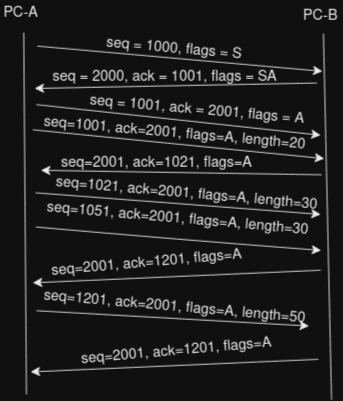 PC-A
PC-B
seq = 1000, flags = S
seq = 2000, ack = 1001, flags = SA
seq = 1001, ack = 2001, flags = A
seq=1001, ack=2001, flags=A, length=20
seq=2001, ack=1021, flags=A
seq=1021, ack=2001, flags=A, length=30
seq=1051, ack=2001, flags=A, length=30
seq=2001, ack=1201, flags=A
seq=1201, ack=2001, flags=A, length=50
seq=2001, ack=1201, flags=A